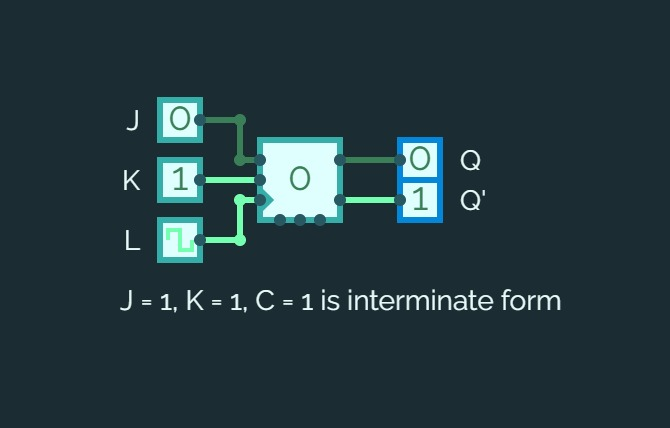 J 0
K 1
L
0
0 Q
1 Q'
J = 1, K = 1, C = 1 is interminate form